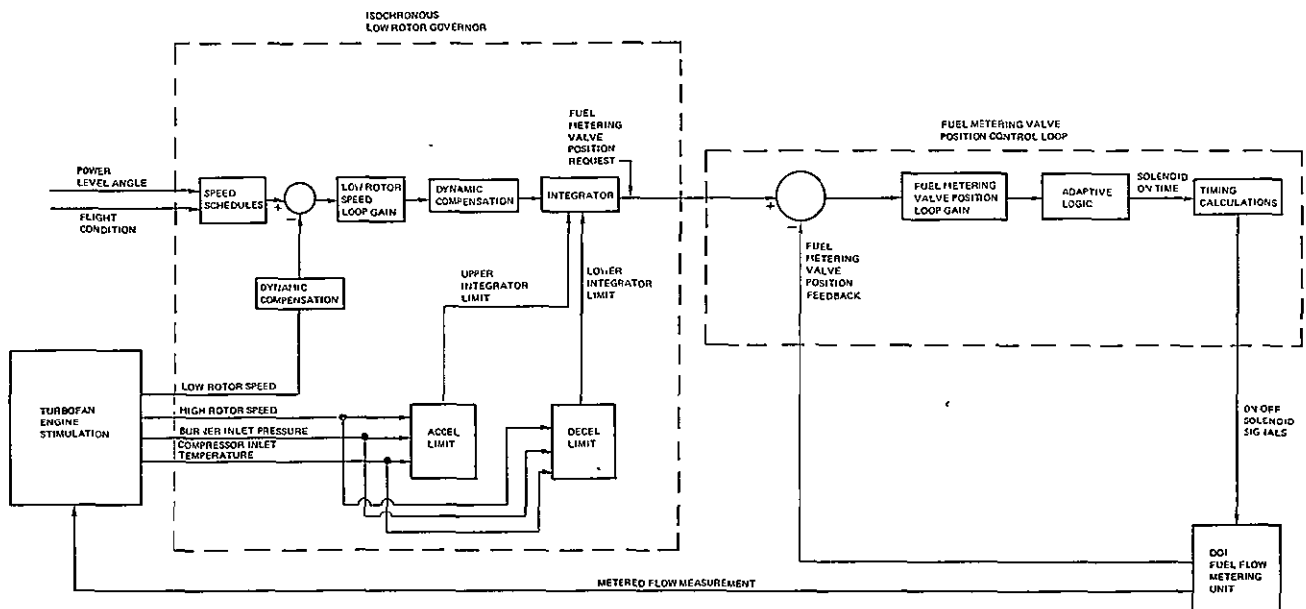 ISOCHRONOUS
LOW ROTOR GOVERNOR
FUEL
METERING
VALVE
POSITION
REQUEST
FUEL METERING VALVE
POSITION CONTROL LOOP
POWER
LEVEL ANGLE
FLIGHT
CONDITION
SPEED
SCHEDULES
+
−
LOW ROTOR
SPEED
LOOP GAIN
DYNAMIC
COMPENSATION
INTEGRATOR
+
−
FUEL METERING
VALVE POSITION
LOOP GAIN
ADAPTIVE
LOGIC
SOLENOID
ON TIME
TIMING
CALCULATIONS
DYNAMIC
COMPENSATION
UPPER
INTEGRATOR
LIMIT
LOWER
INTEGRATOR
LIMIT
FUEL
METERING
VALVE
POSITION
FEEDBACK
TURBOFAN
ENGINE
STIMULATION
LOW ROTOR SPEED
HIGH ROTOR SPEED
BURNER INLET PRESSURE
COMPRESSOR INLET
TEMPERATURE
ACCEL
LIMIT
DECEL
LIMIT
ON OFF
SOLENOID
SIGNALS
FUEL FLOW
METERING
UNIT
METERED FLOW MEASUREMENT